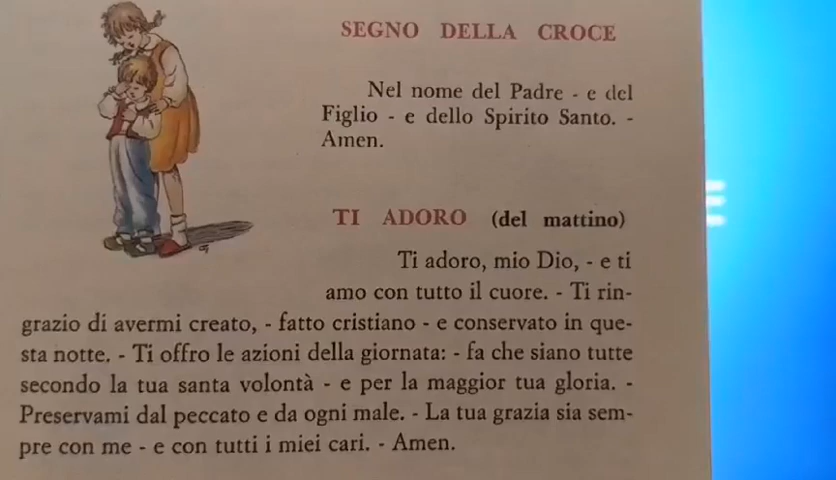 SEGNO DELLA CROCE
Nel nome del Padre - e del
Figlio - e dello Spirito Santo. -
Amen.
TI ADORO (del mattino)
Ti adoro, mio Dio, - e ti
amo con tutto il cuore. - Ti rin-
grazio di avermi creato, - fatto cristiano - e conservato in que-
sta notte. - Ti offro le azioni della giornata: - fa che siano tutte
secondo la tua santa volontà - e per la maggior tua gloria. -
Preservami dal peccato e da ogni male. - La tua grazia sia sem-
pre con me - e con tutti i miei cari. - Amen.